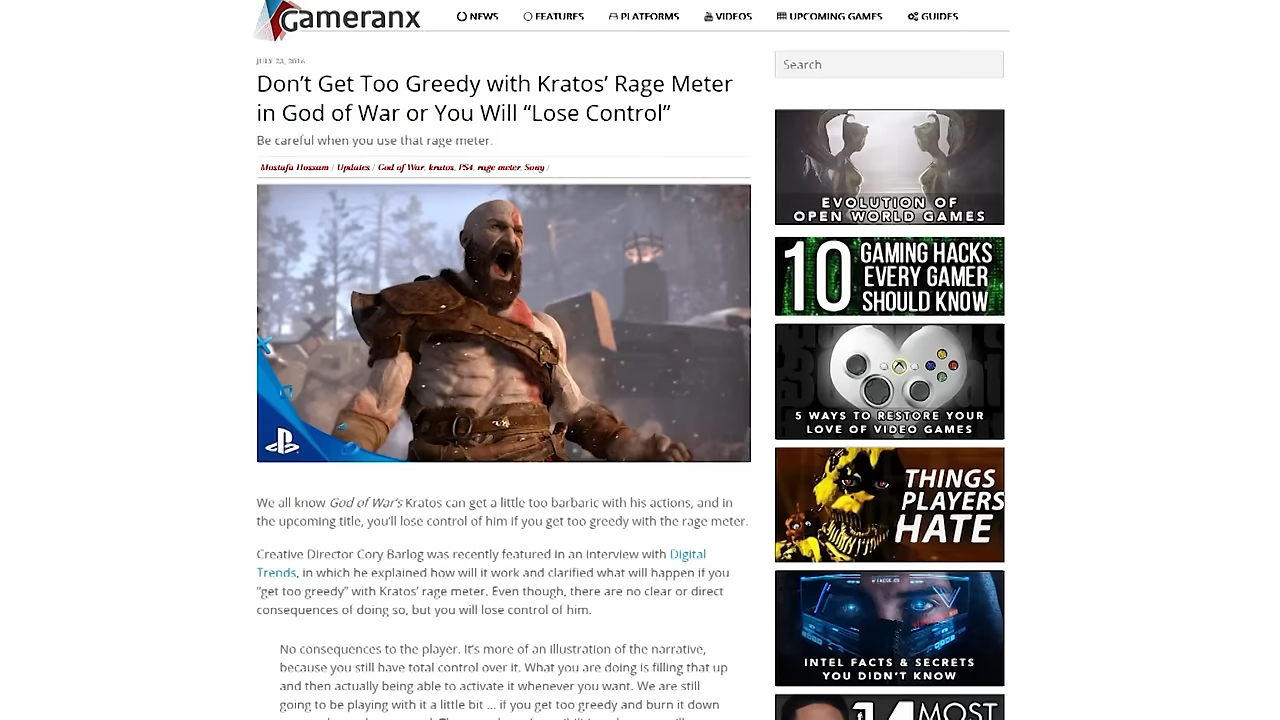 Gameranx
NEWS FEATURES PLATFORMS VIDEOS UPCOMING GAMES GUIDES
JULY 23, 2016
Don’t Get Too Greedy with Kratos’ Rage Meter
in God of War or You Will “Lose Control”
Be careful when you use that rage meter.
Mostafa Hossam / Updates / God of War, kratos, PS4, rage meter, Sony /
We all know God of War’s Kratos can get a little too barbaric with his actions, and in
the upcoming title, you’ll lose control of him if you get too greedy with the rage meter.
Creative Director Cory Barlog was recently featured in an interview with Digital
Trends, in which he explained how will it work and clarified what will happen if you
“get too greedy” with Kratos’ rage meter. Even though, there are no clear or direct
consequences of doing so, but you will lose control of him.
No consequences to the player. It’s more of an illustration of the narrative,
because you still have total control over it. What you are doing is filling that up
and then actually being able to activate it whenever you want. We are still
going to be playing with it a little bit … if you get too greedy and burn it down
Search
EVOLUTION OF
OPEN WORLD GAMES
10 GAMING HACKS
EVERY GAMER
SHOULD KNOW
5 WAYS TO RESTORE YOUR
LOVE OF VIDEO GAMES
THINGS
PLAYERS
HATE
INTEL FACTS & SECRETS
YOU DIDN’T KNOW
14 MOST